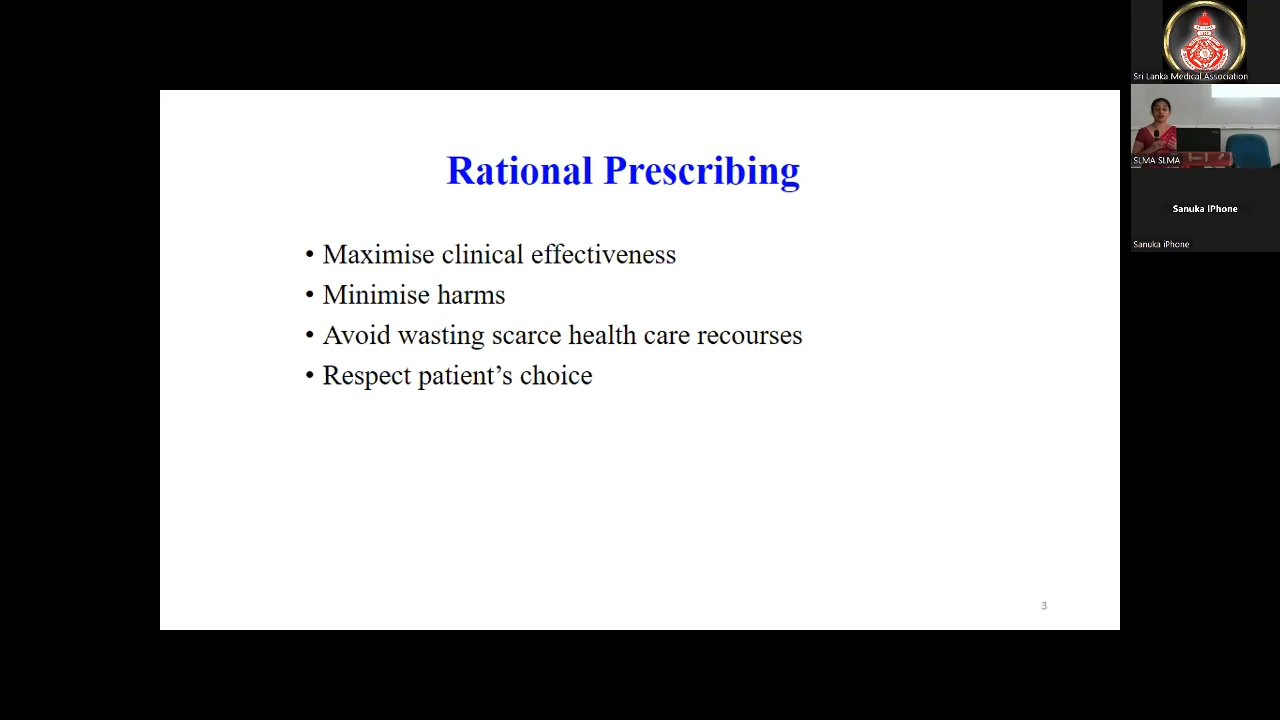 Rational Prescribing
• Maximise clinical effectiveness
• Minimise harms
• Avoid wasting scarce health care recourses
• Respect patient’s choice
3
Sri Lanka Medical Association
SLMA SLMA
Sanuka IPhone
Sanuka iPhone